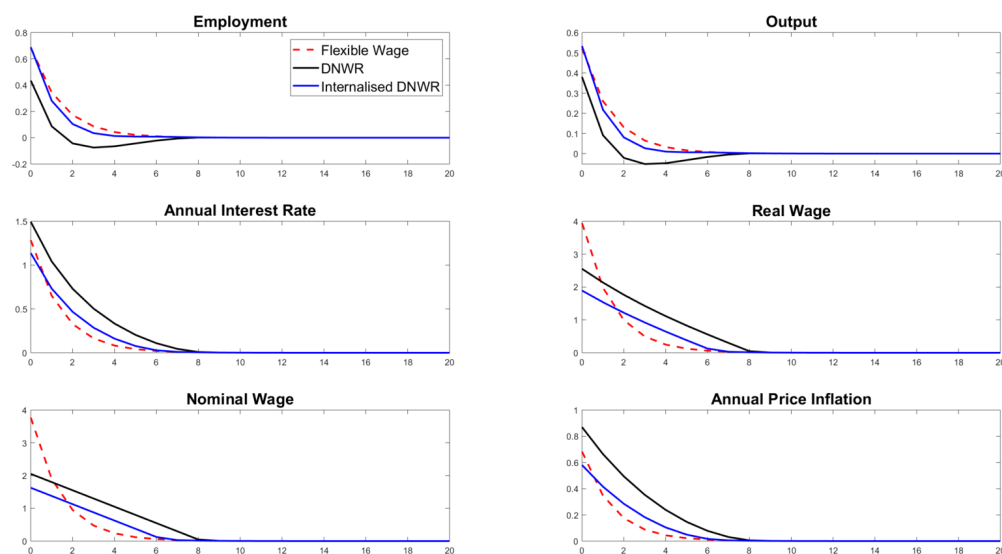 Employment
0.8
0.6
0.4
0.2
0
-0.2
0 2 4 6 8 10 12 14 16 18 20
Flexible Wage
DNWR
Internalised DNWR
Output
0.6
0.5
0.4
0.3
0.2
0.1
0
0 2 4 6 8 10 12 14 16 18 20
Annual Interest Rate
1.5
1
0.5
0
0 2 4 6 8 10 12 14 16 18 20
Real Wage
4
3
2
1
0
0 2 4 6 8 10 12 14 16 18 20
Nominal Wage
4
3
2
1
0
0 2 4 6 8 10 12 14 16 18 20
Annual Price Inflation
1
0.8
0.6
0.4
0.2
0
0 2 4 6 8 10 12 14 16 18 20